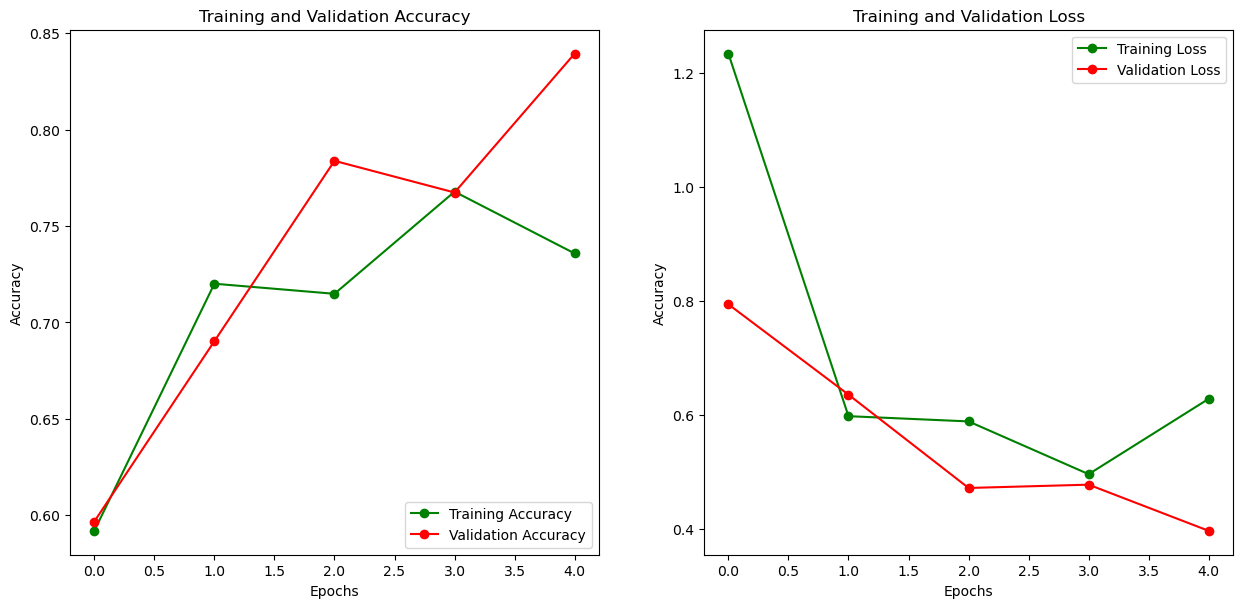 Training and Validation Accuracy
0.85
0.80
0.75
0.70
0.65
0.60
Accuracy
Training Accuracy
Validation Accuracy
0.0 0.5 1.0 1.5 2.0 2.5 3.0 3.5 4.0
Epochs
Training and Validation Loss
Training Loss
Validation Loss
1.2
1.0
0.8
0.6
0.4
Accuracy
0.0 0.5 1.0 1.5 2.0 2.5 3.0 3.5 4.0
Epochs